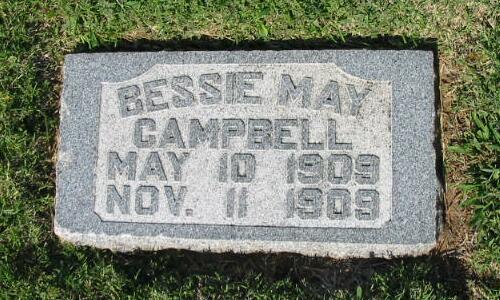 BESSIE MAY
CAMPBELL
MAY 10 1909
NOV. 11 1909